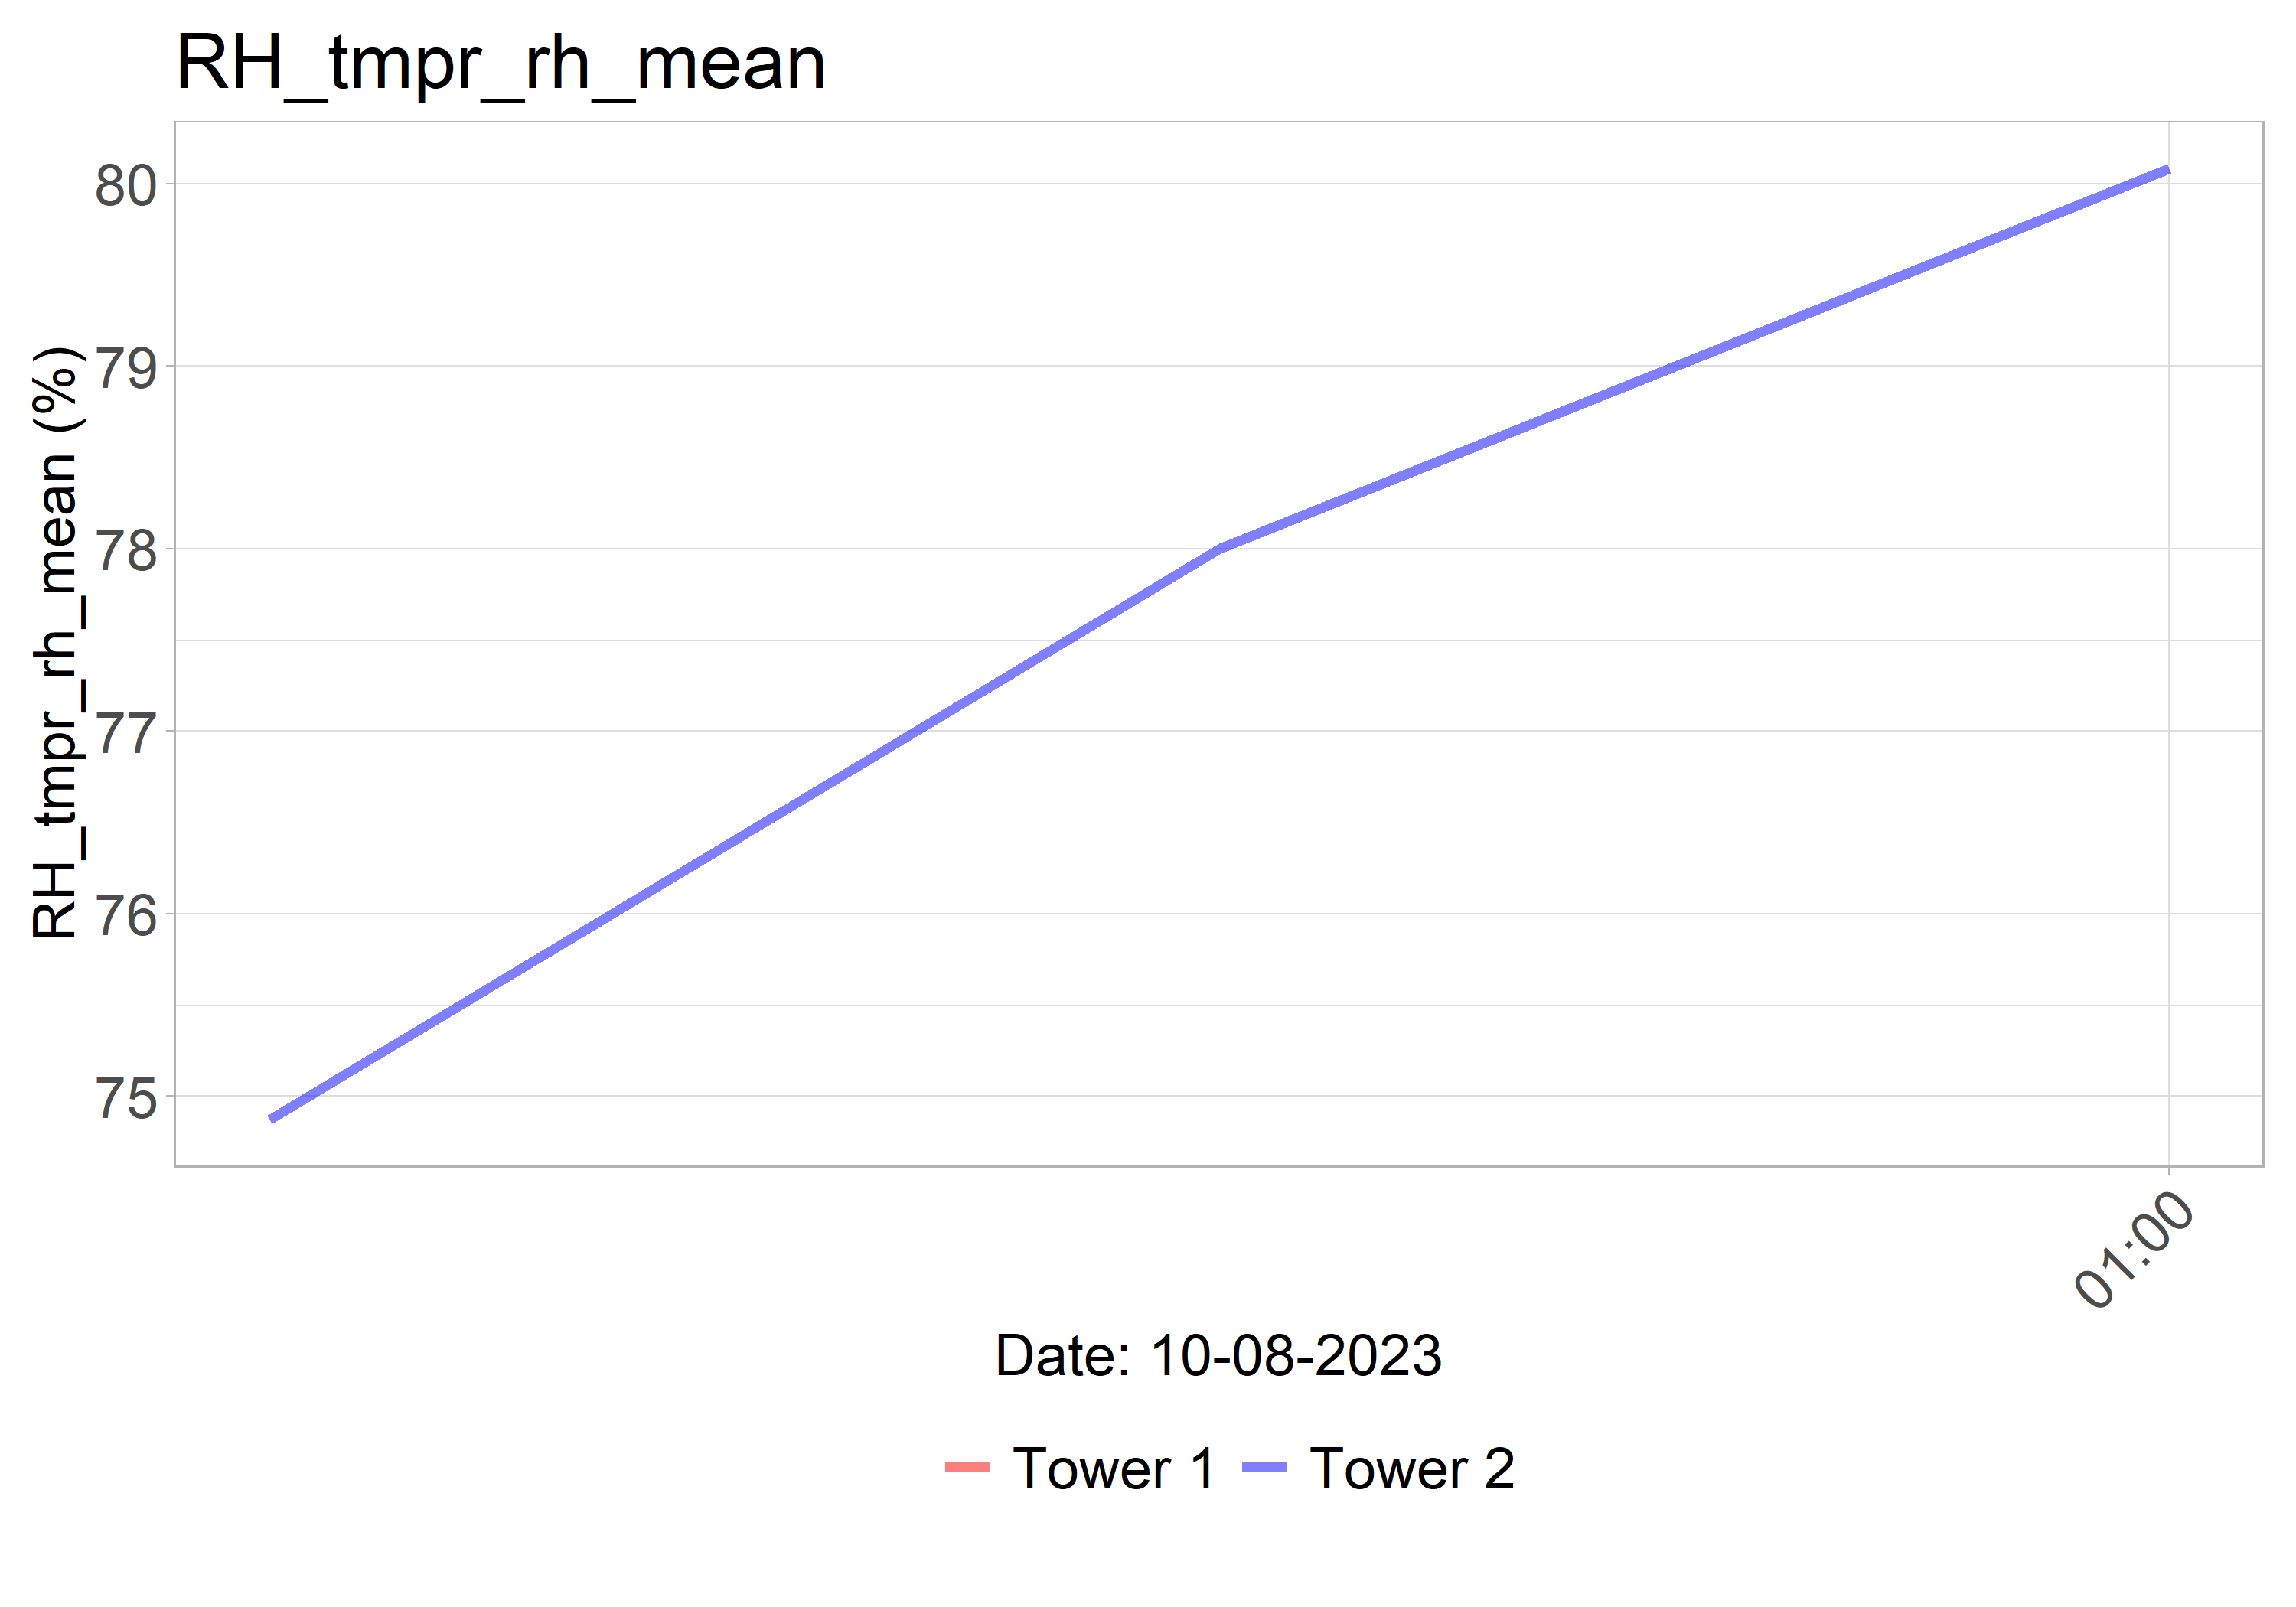 RH_tmpr_rh_mean
RH_tmpr_rh_mean (%)
80
79
78
77
76
75
01:00
Date: 10-08-2023
Tower 1 Tower 2